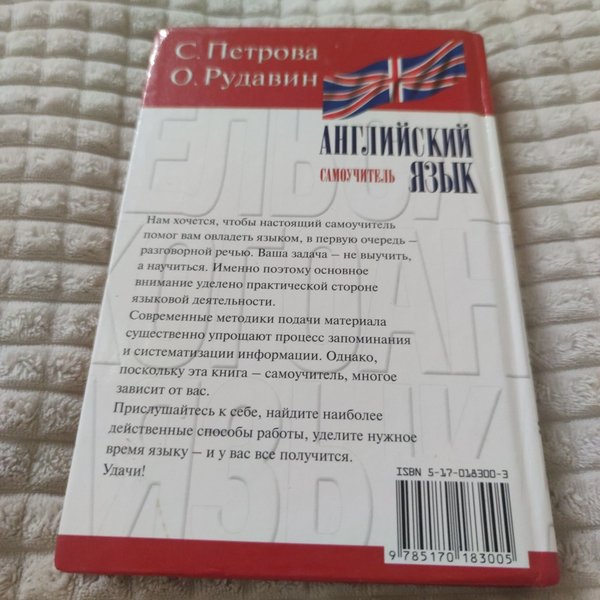 С. Петрова
О. Рудавин
АНГЛИЙСКИЙ
САМОУЧИТЕЛЬ ЯЗЫК
Нам хочется, чтобы настоящий самоучитель
помог вам овладеть языком, в первую очередь –
разговорной речью. Ваша задача – не выучить,
а научиться. Именно поэтому основное
внимание уделено практической стороне
языковой деятельности.
Современные методики подачи материала
существенно упрощают процесс запоминания
и систематизации информации. Однако,
поскольку эта книга – самоучитель, многое
зависит от вас.
Прислушайтесь к себе, найдите наиболее
действенные способы работы, уделите нужное
время языку – и у вас все получится.
Удачи!
ISBN 5-17-018300-3
9 785170 183005